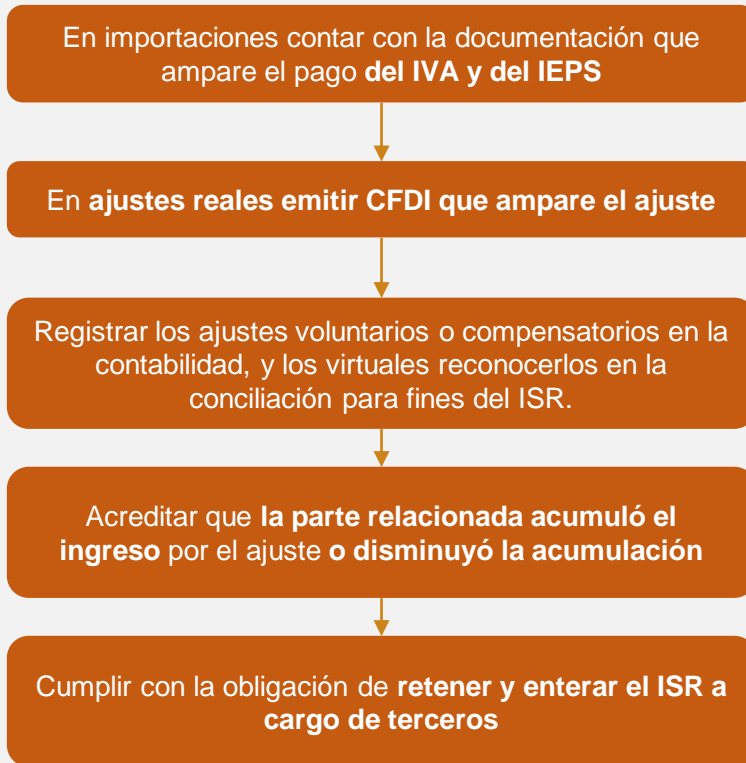 En importaciones contar con la documentación que
ampare el pago del IVA y del IEPS
En ajustes reales emitir CFDI que ampare el ajuste
Registrar los ajustes voluntarios o compensatorios en la
contabilidad, y los virtuales reconocerlos en la
conciliación para fines del ISR.
Acreditar que la parte relacionada acumuló el
ingreso por el ajuste o disminuyó la acumulación
Cumplir con la obligación de retener y enterar el ISR a
cargo de terceros